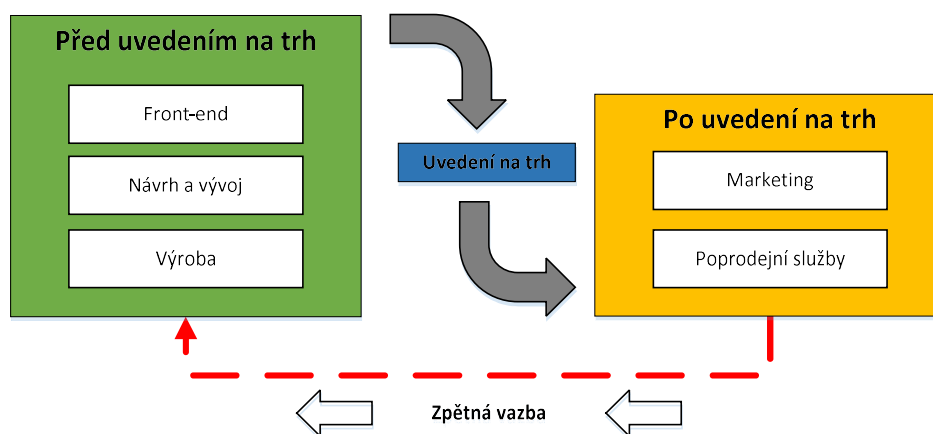 Před uvedením na trh
Front-end
Návrh a vývoj
Výroba
Uvedení na trh
Po uvedení na trh
Marketing
Poprodejní služby
Zpětná vazba